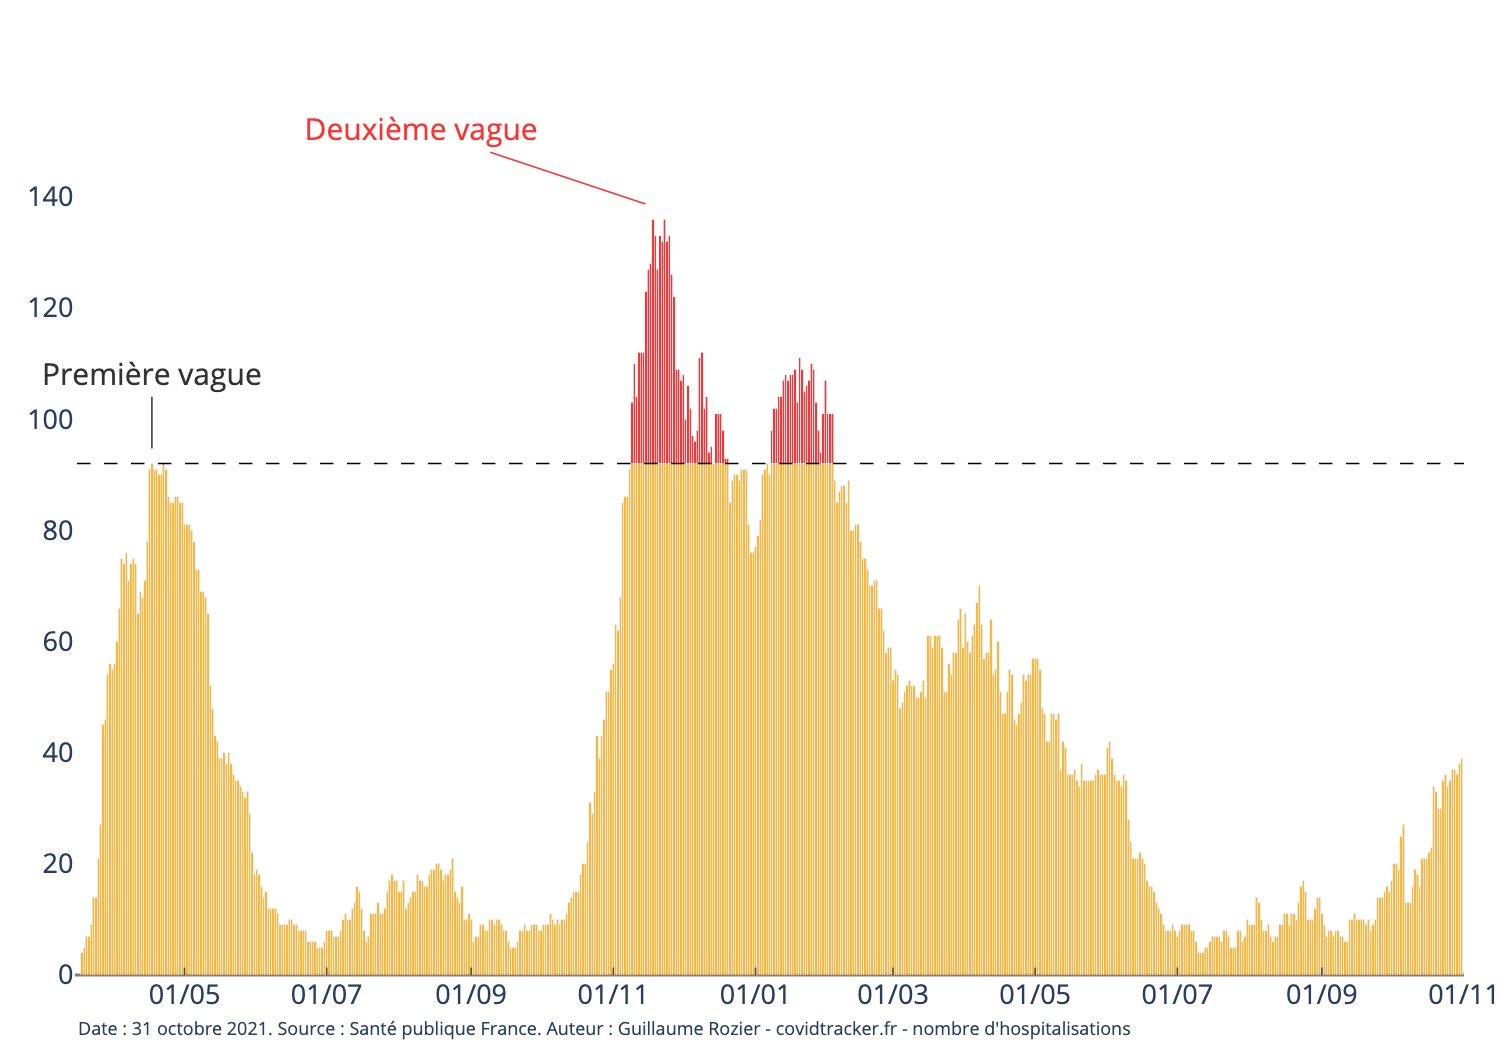 Deuxième vague
140
120
Première vague
100
80
60
40
20
0
01/05 01/07 01/09 01/11 01/01 01/03 01/05 01/07 01/09 01/11
Date : 31 octobre 2021. Source : Santé publique France. Auteur : Guillaume Rozier - covidtracker.fr - nombre d'hospitalisations